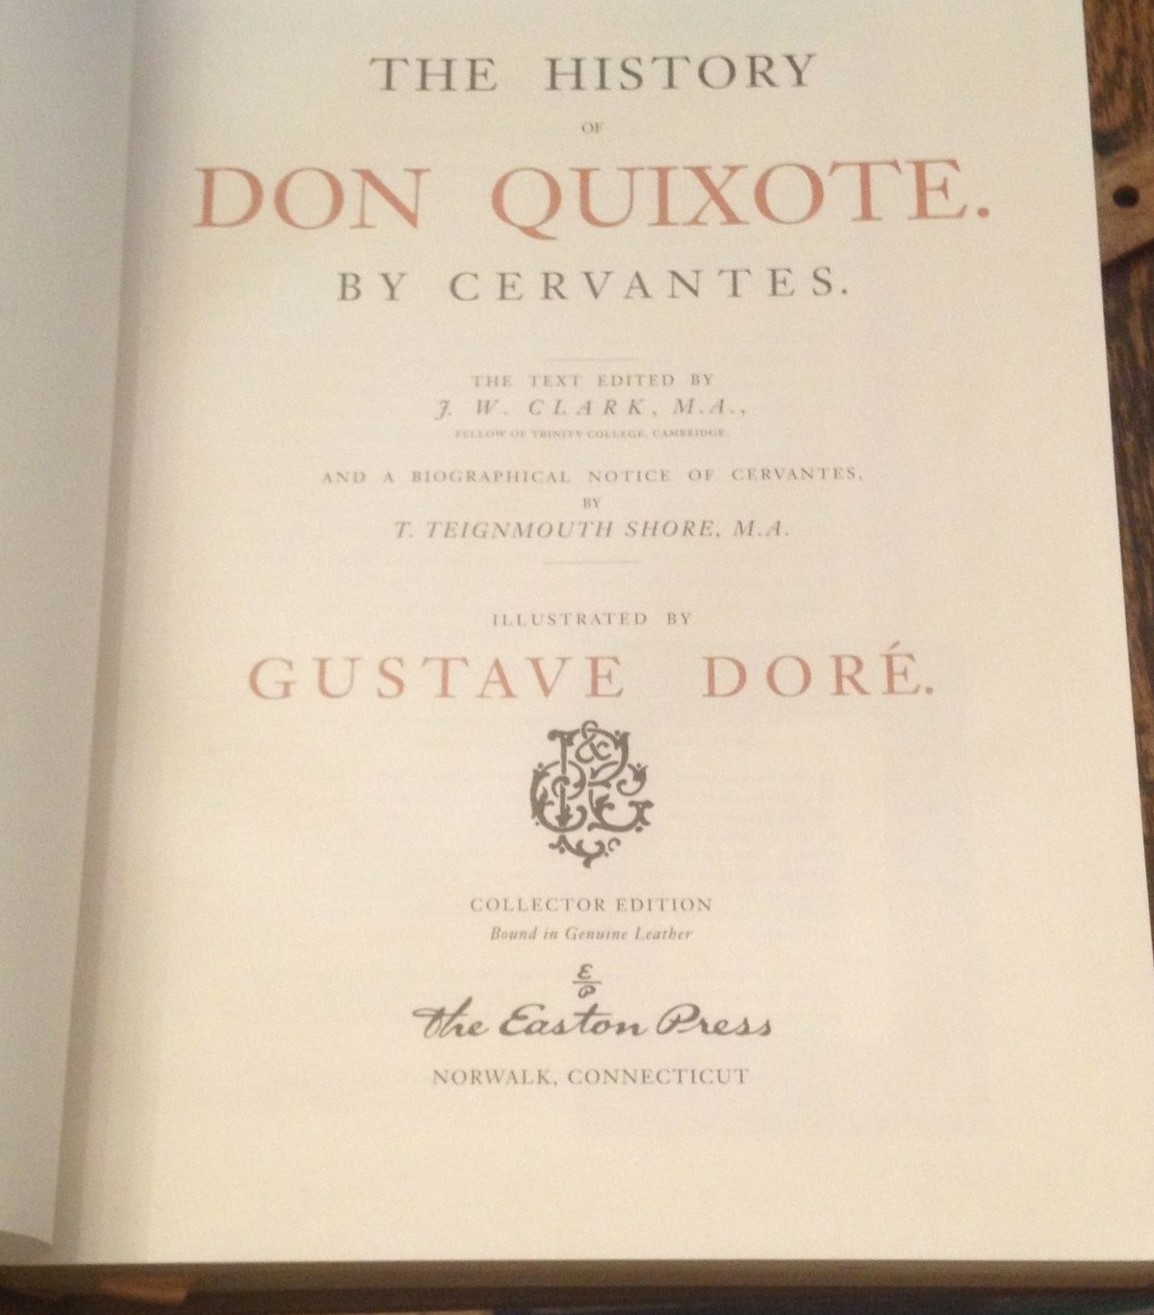 THE HISTORY
OF
DON QUIXOTE.
BY CERVANTES.
THE TEXT EDITED BY
J. W. CLARK, M.A.,
FELLOW OF TRINITY COLLEGE, CAMBRIDGE.
AND A BIOGRAPHICAL NOTICE OF CERVANTES,
BY
T. TEIGNMOUTH SHORE, M.A.
ILLUSTRATED BY
GUSTAVE DORÉ.
COLLECTOR EDITION
Bound in Genuine Leather
E
P
The Easton Press
NORWALK, CONNECTICUT